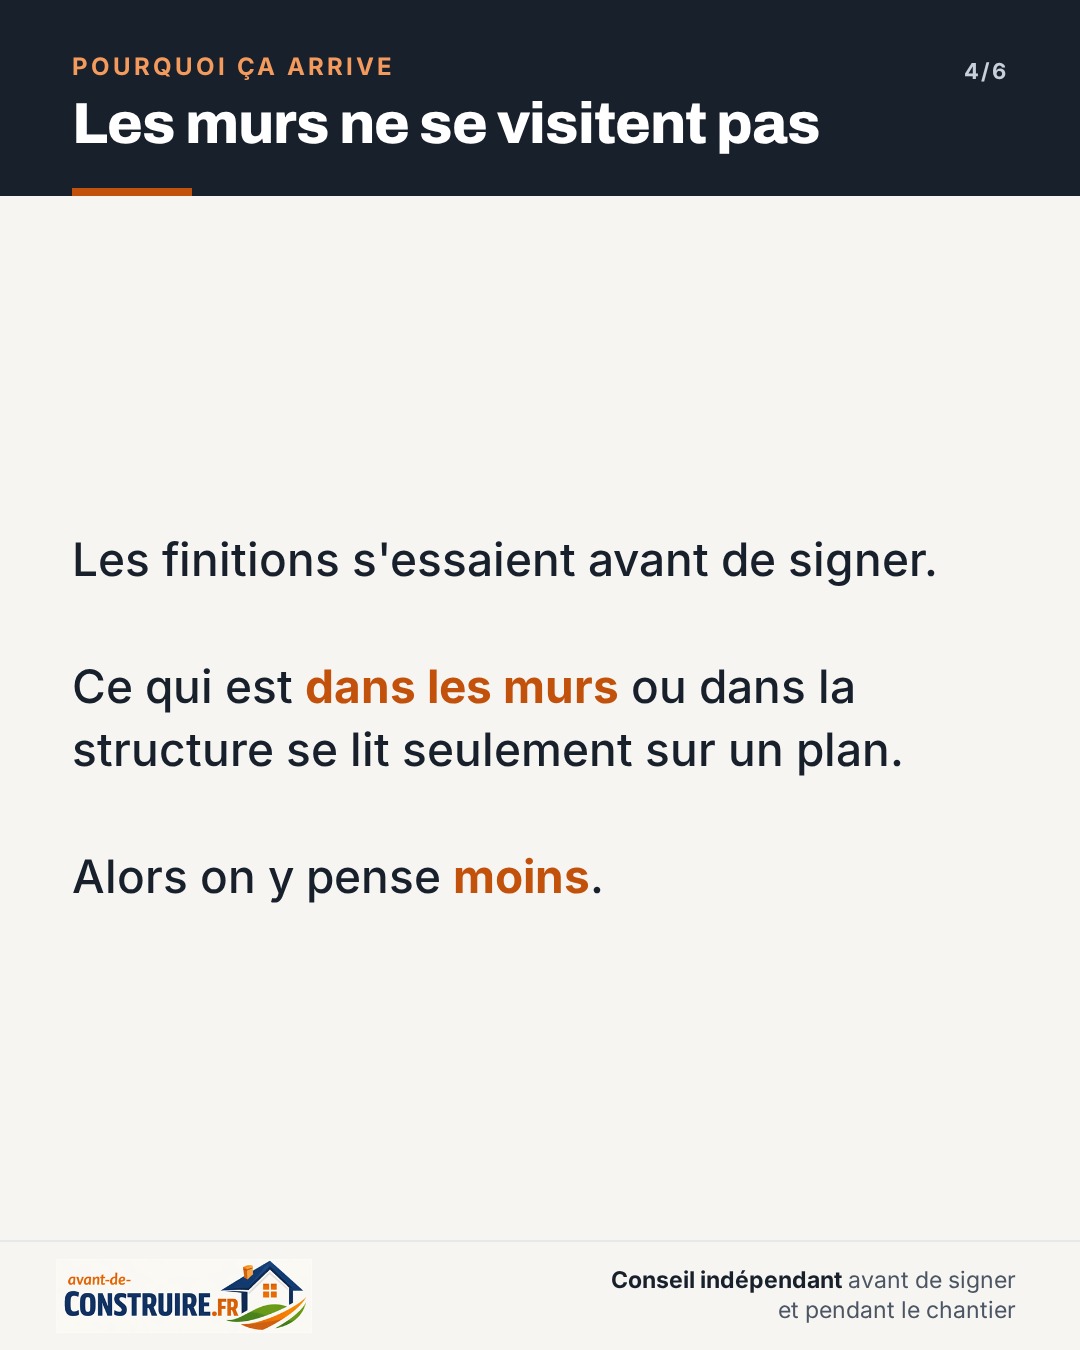 POURQUOI ÇA ARRIVE
4/6
Les murs ne se visitent pas
Les finitions s'essaient avant de signer.
Ce qui est dans les murs ou dans la
structure se lit seulement sur un plan.
Alors on y pense moins.
avant-de-
CONSTRUIRE.FR
Conseil indépendant avant de signer
et pendant le chantier